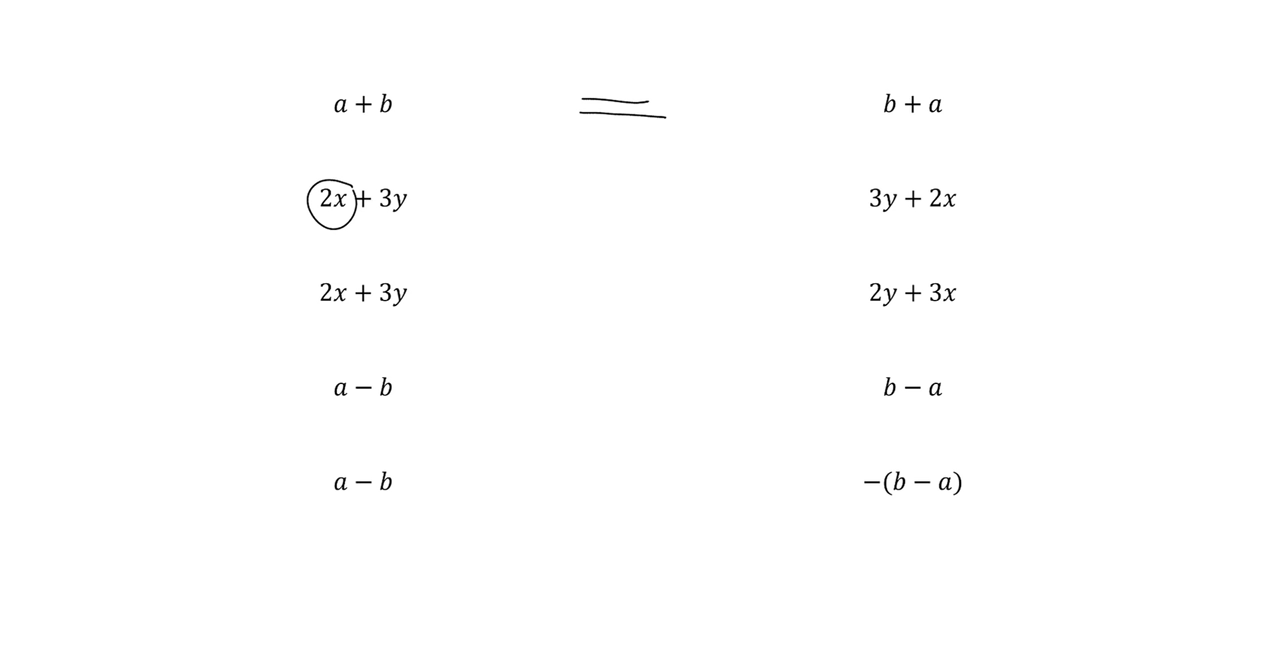 a + b = b + a
2x + 3y 3y + 2x
2x + 3y 2y + 3x
a − b b − a
a − b −(b − a)